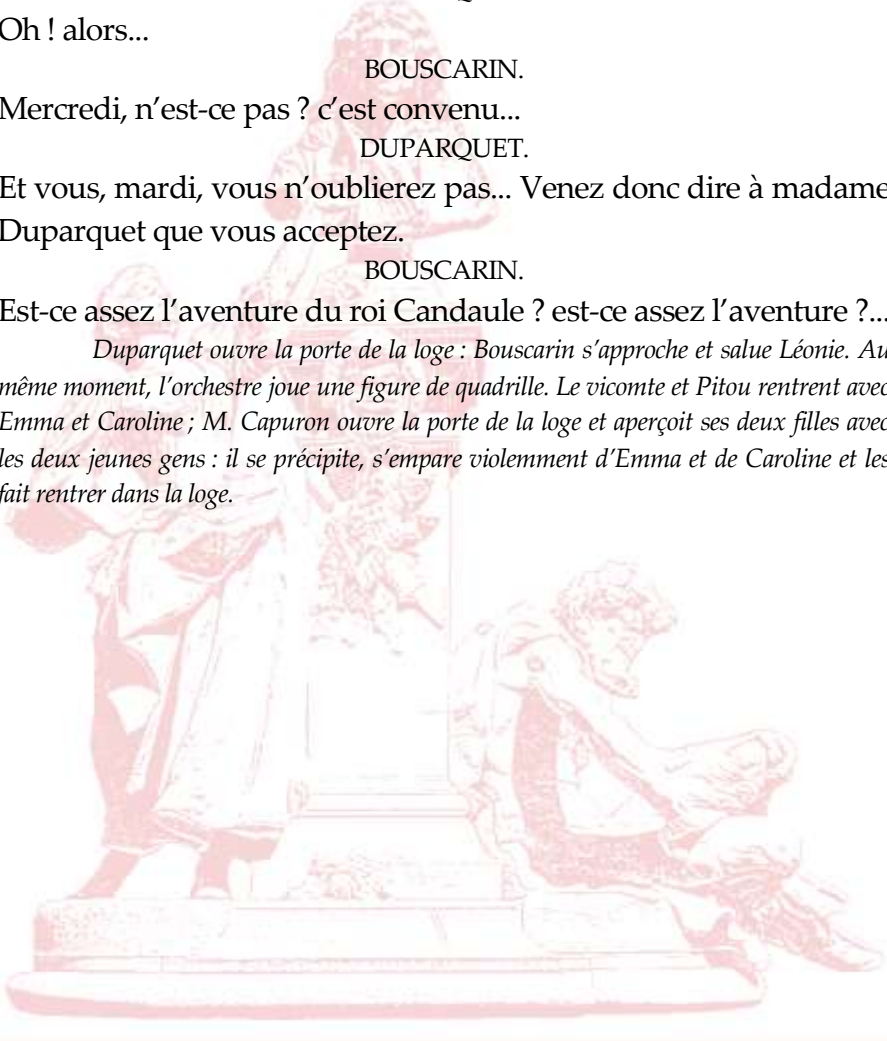 Oh ! alors...
BOUSCARIN.
Mercredi, n’est-ce pas ? c’est convenu...
DUPARQUET.
Et vous, mardi, vous n’oublierez pas... Venez donc dire à madame
Duparquet que vous acceptez.
BOUSCARIN.
Est-ce assez l’aventure du roi Candaule ? est-ce assez l’aventure ?...
Duparquet ouvre la porte de la loge : Bouscarin s’approche et salue Léonie. Au
même moment, l’orchestre joue une figure de quadrille. Le vicomte et Pitou rentrent avec
Emma et Caroline ; M. Capuron ouvre la porte de la loge et aperçoit ses deux filles avec
les deux jeunes gens : il se précipite, s’empare violemment d’Emma et de Caroline et les
fait rentrer dans la loge.